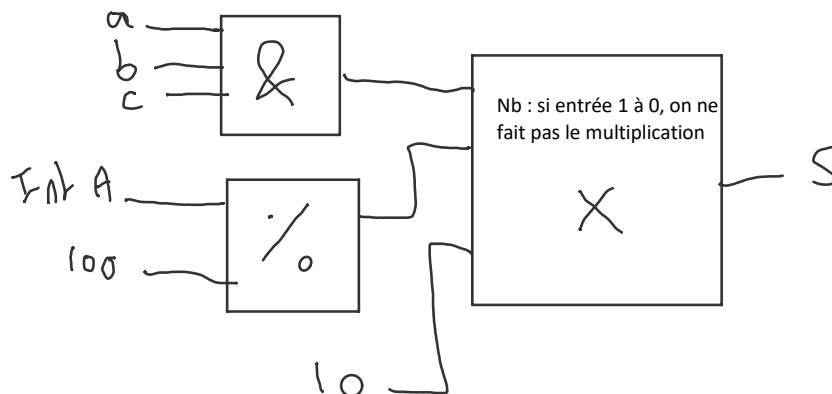 a
b
c
&
Nb : si entrée 1 à 0, on ne
fait pas le multiplication
X
S
Int A
100
%
10